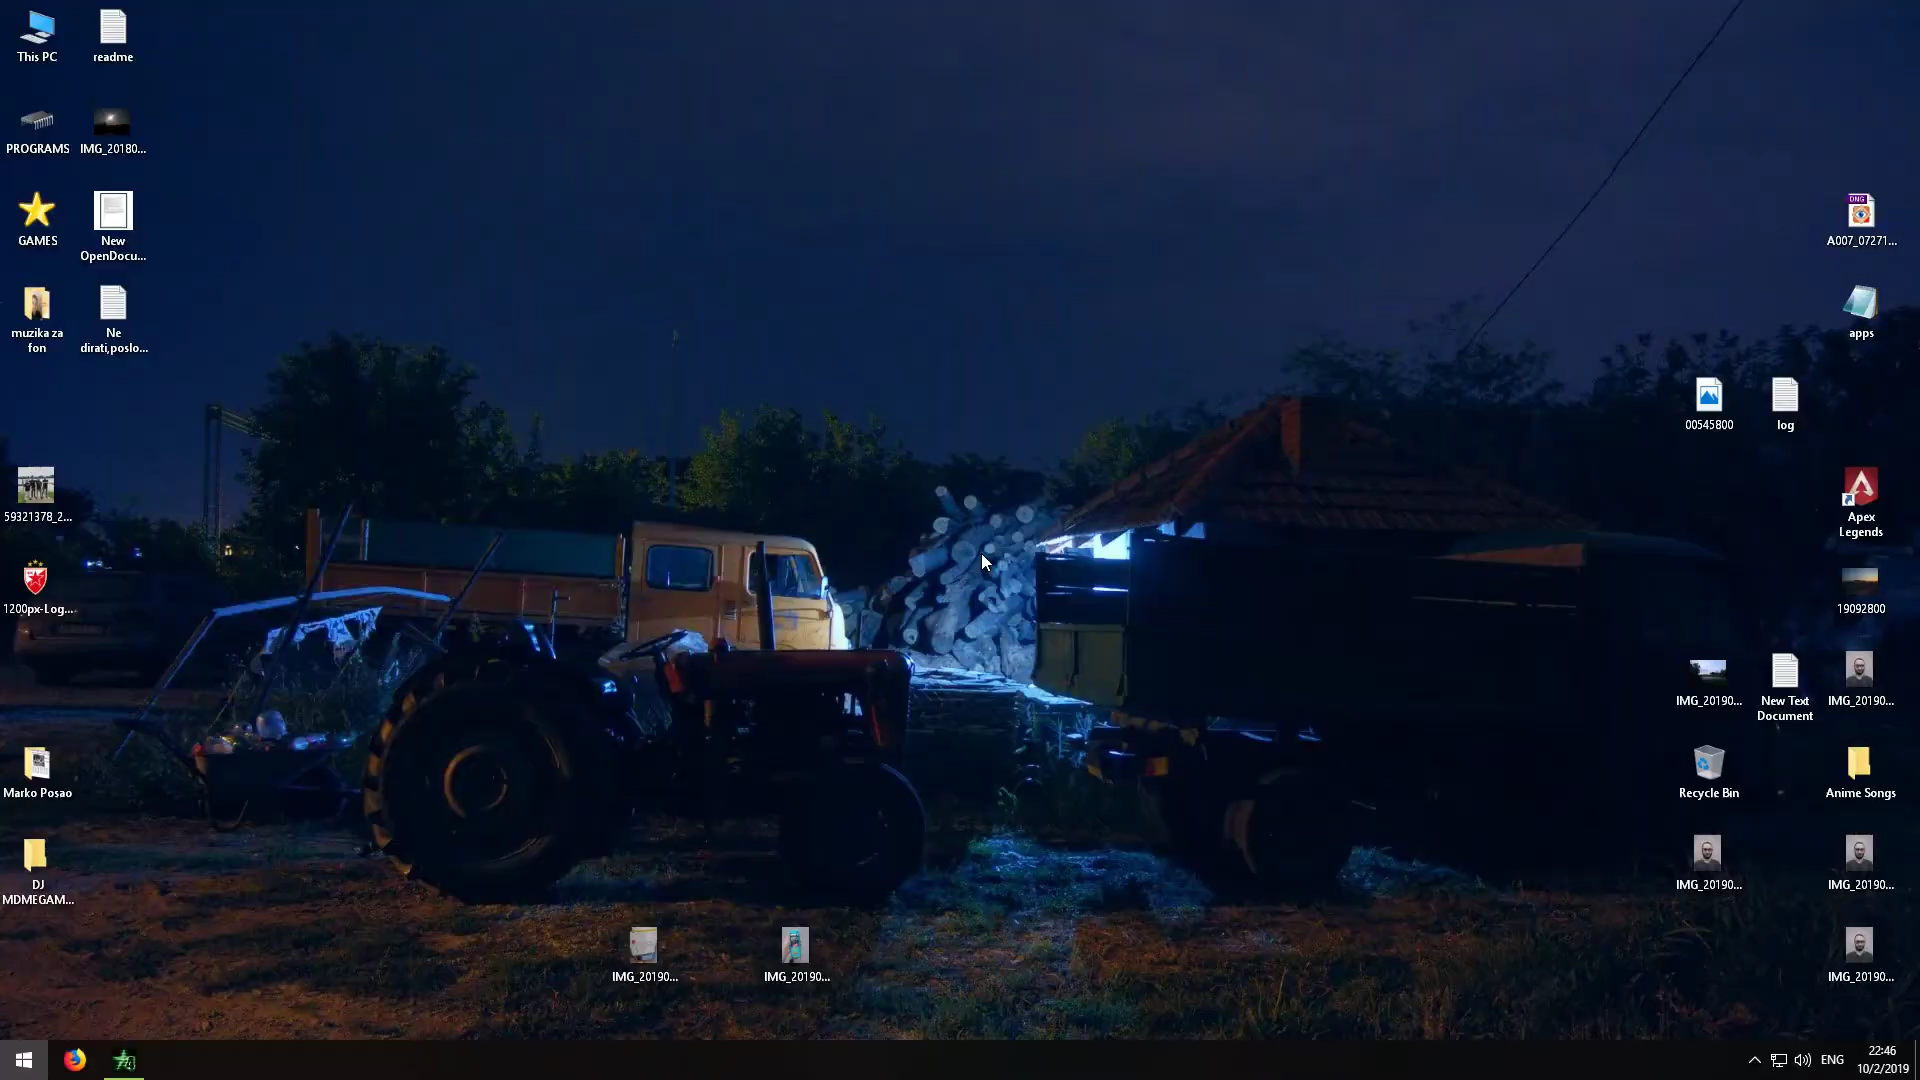 This PC
readme
PROGRAMS
IMG_20180...
GAMES
New
OpenDocu...
muzika za
fon
Ne
dirati,poslo...
59321378_2...
1200px-Log...
Marko Posao
DJ
MDMEGAM...
IMG_20190...
IMG_20190...
DNG
A007_07271...
apps
00545800
log
Apex
Legends
19092800
IMG_20190...
New Text
Document
IMG_20190...
Recycle Bin
Anime Songs
IMG_20190...
IMG_20190...
IMG_20190...
ENG
22:46
10/2/2019